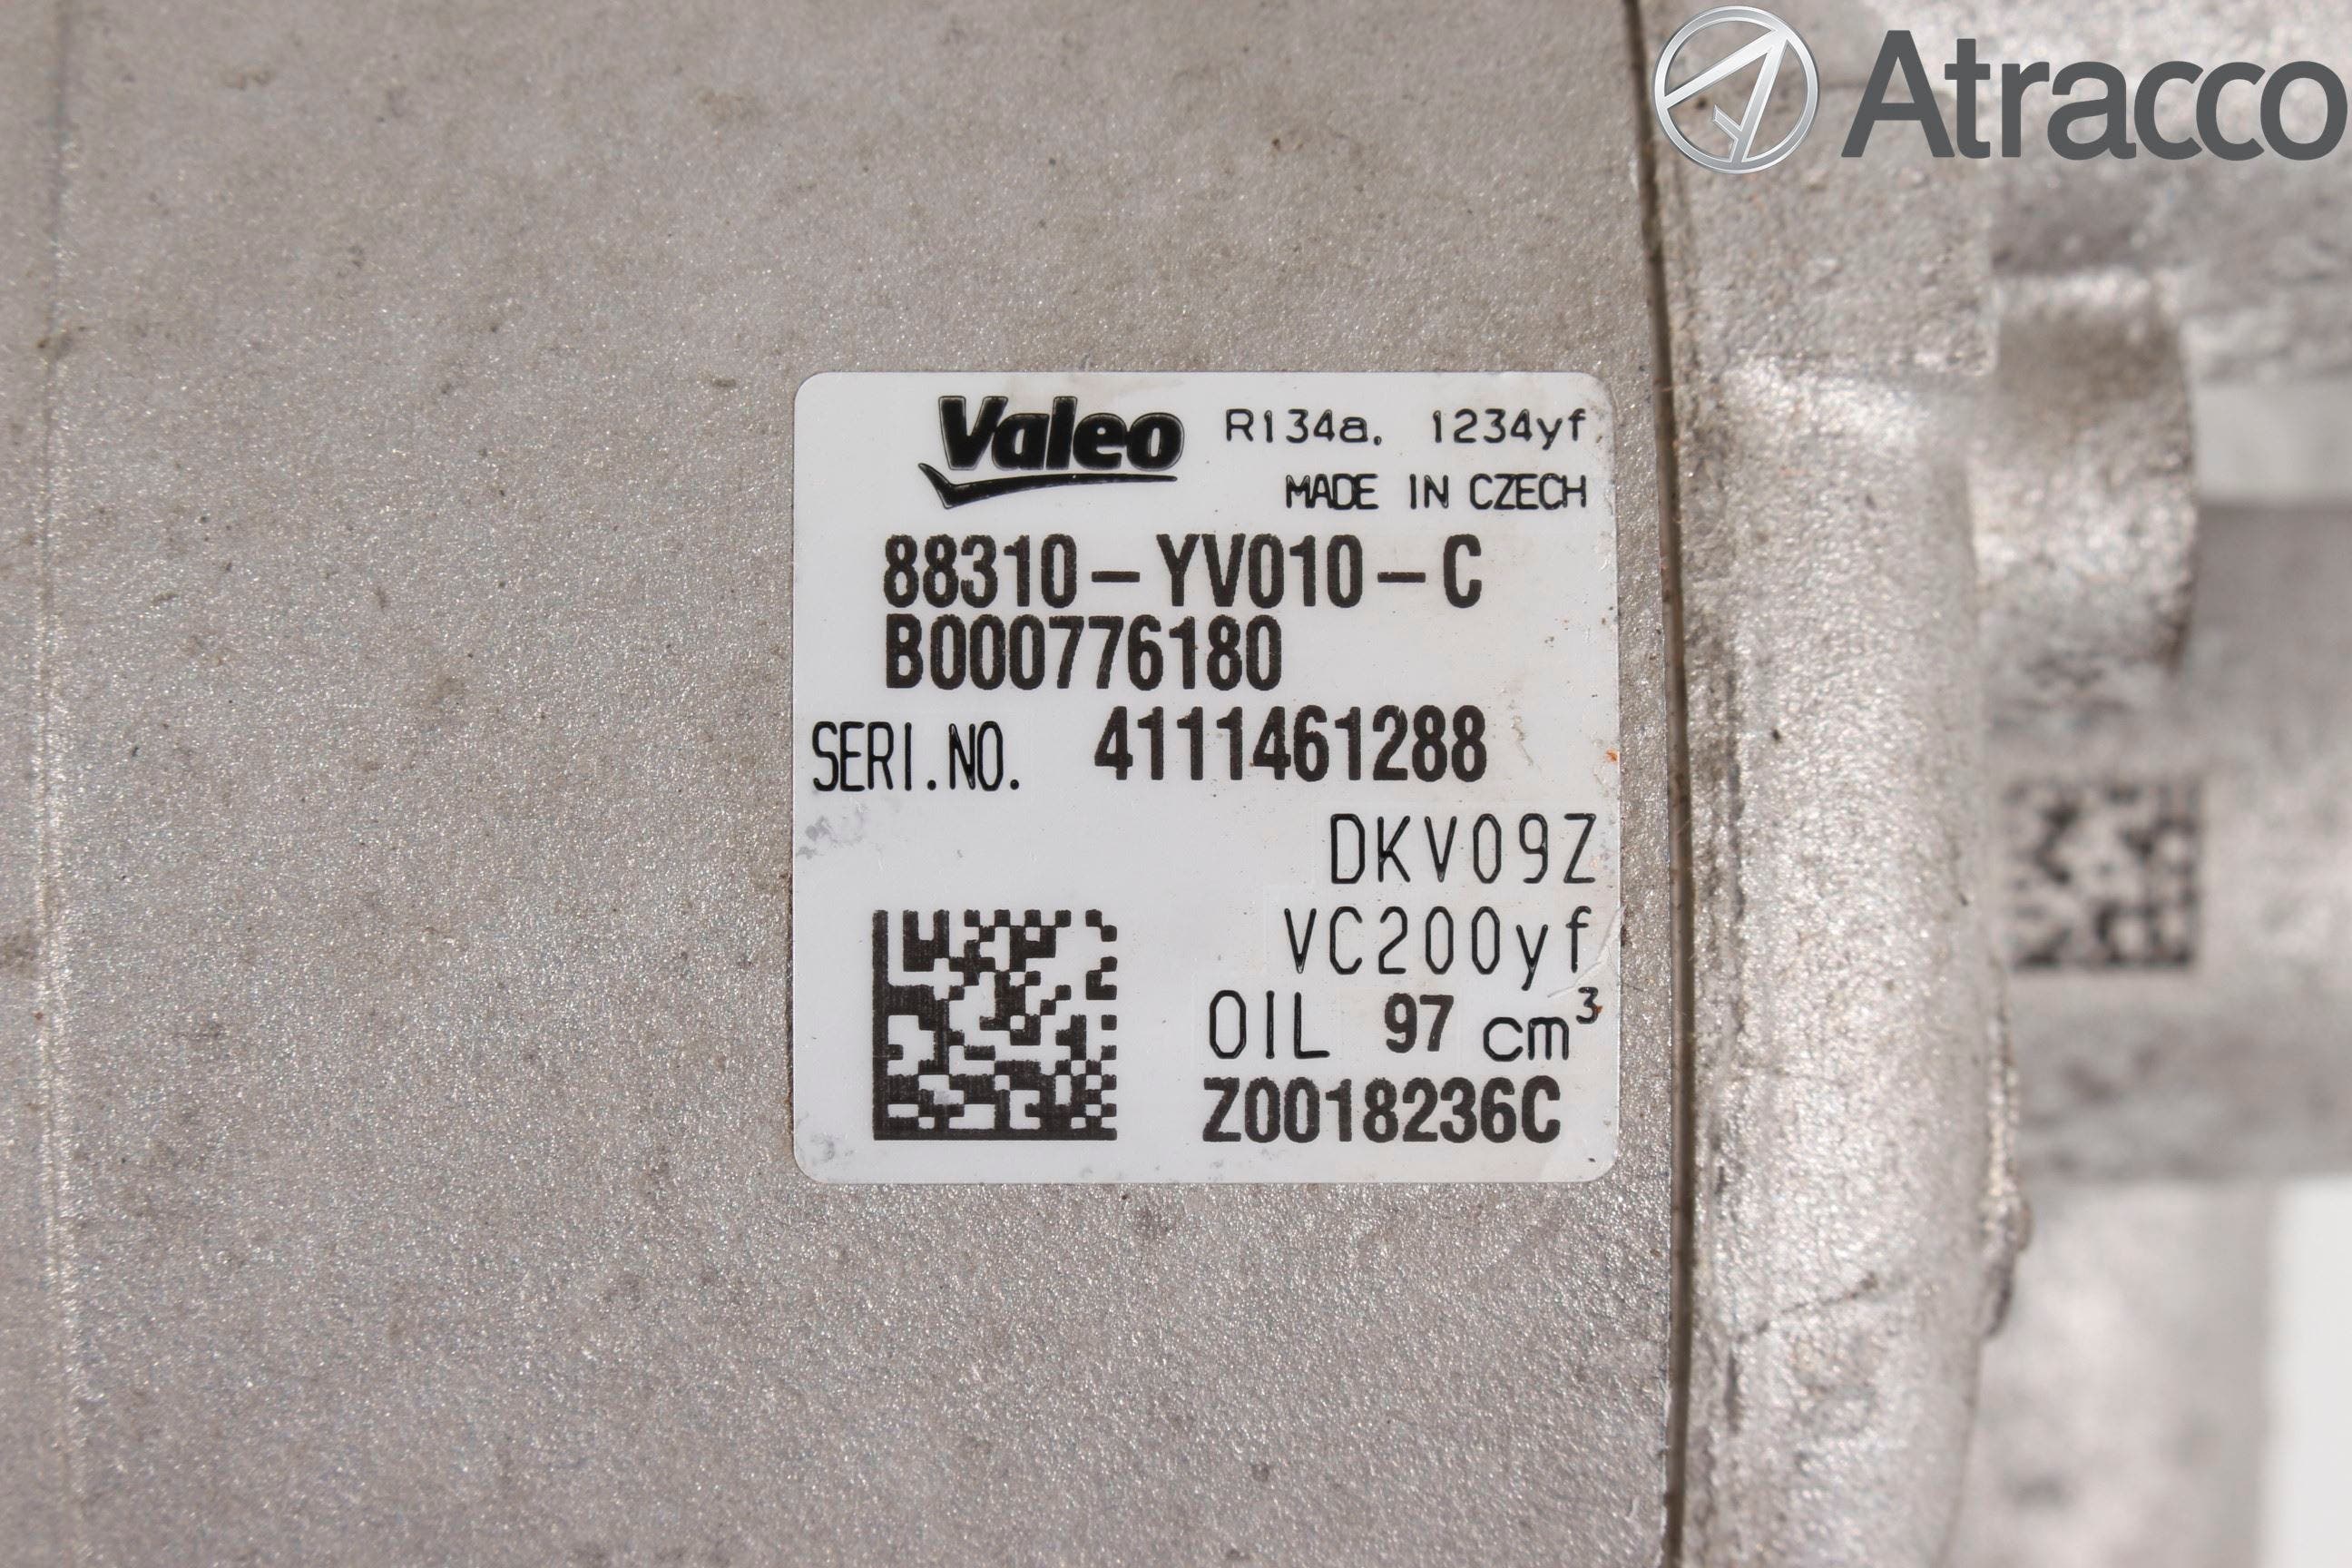 Atracco
Valeo R134a. 1234yf
MADE IN CZECH
88310-YV010-C
B000776180
SERI.NO. 4111461288
DKV09Z
VC200yf
OIL 97 cm³
Z0018236C